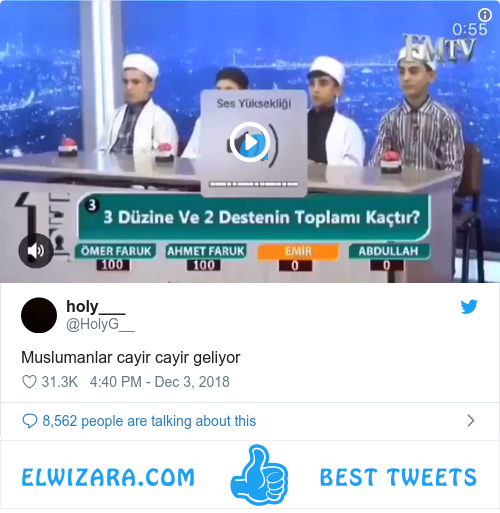 0:55
EMTV
Ses Yüksekliği
3
3 Düzine Ve 2 Destenin Toplamı Kaçtır?
ÖMER FARUK AHMET FARUK EMİR ABDULLAH
100 100 0 0
holy___
@HolyG__
Muslumanlar cayir cayir geliyor
31.3K 4:40 PM - Dec 3, 2018
8,562 people are talking about this
ELWIZARA.COM BEST TWEETS